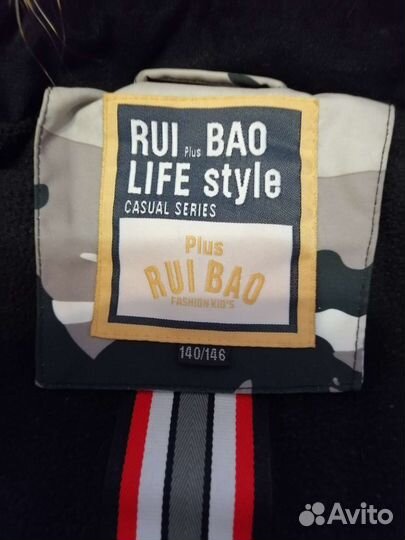 RUI Plus BAO
LIFE style
CASUAL SERIES
Plus
RUI BAO
FASHION KID'S
140/146
Avito